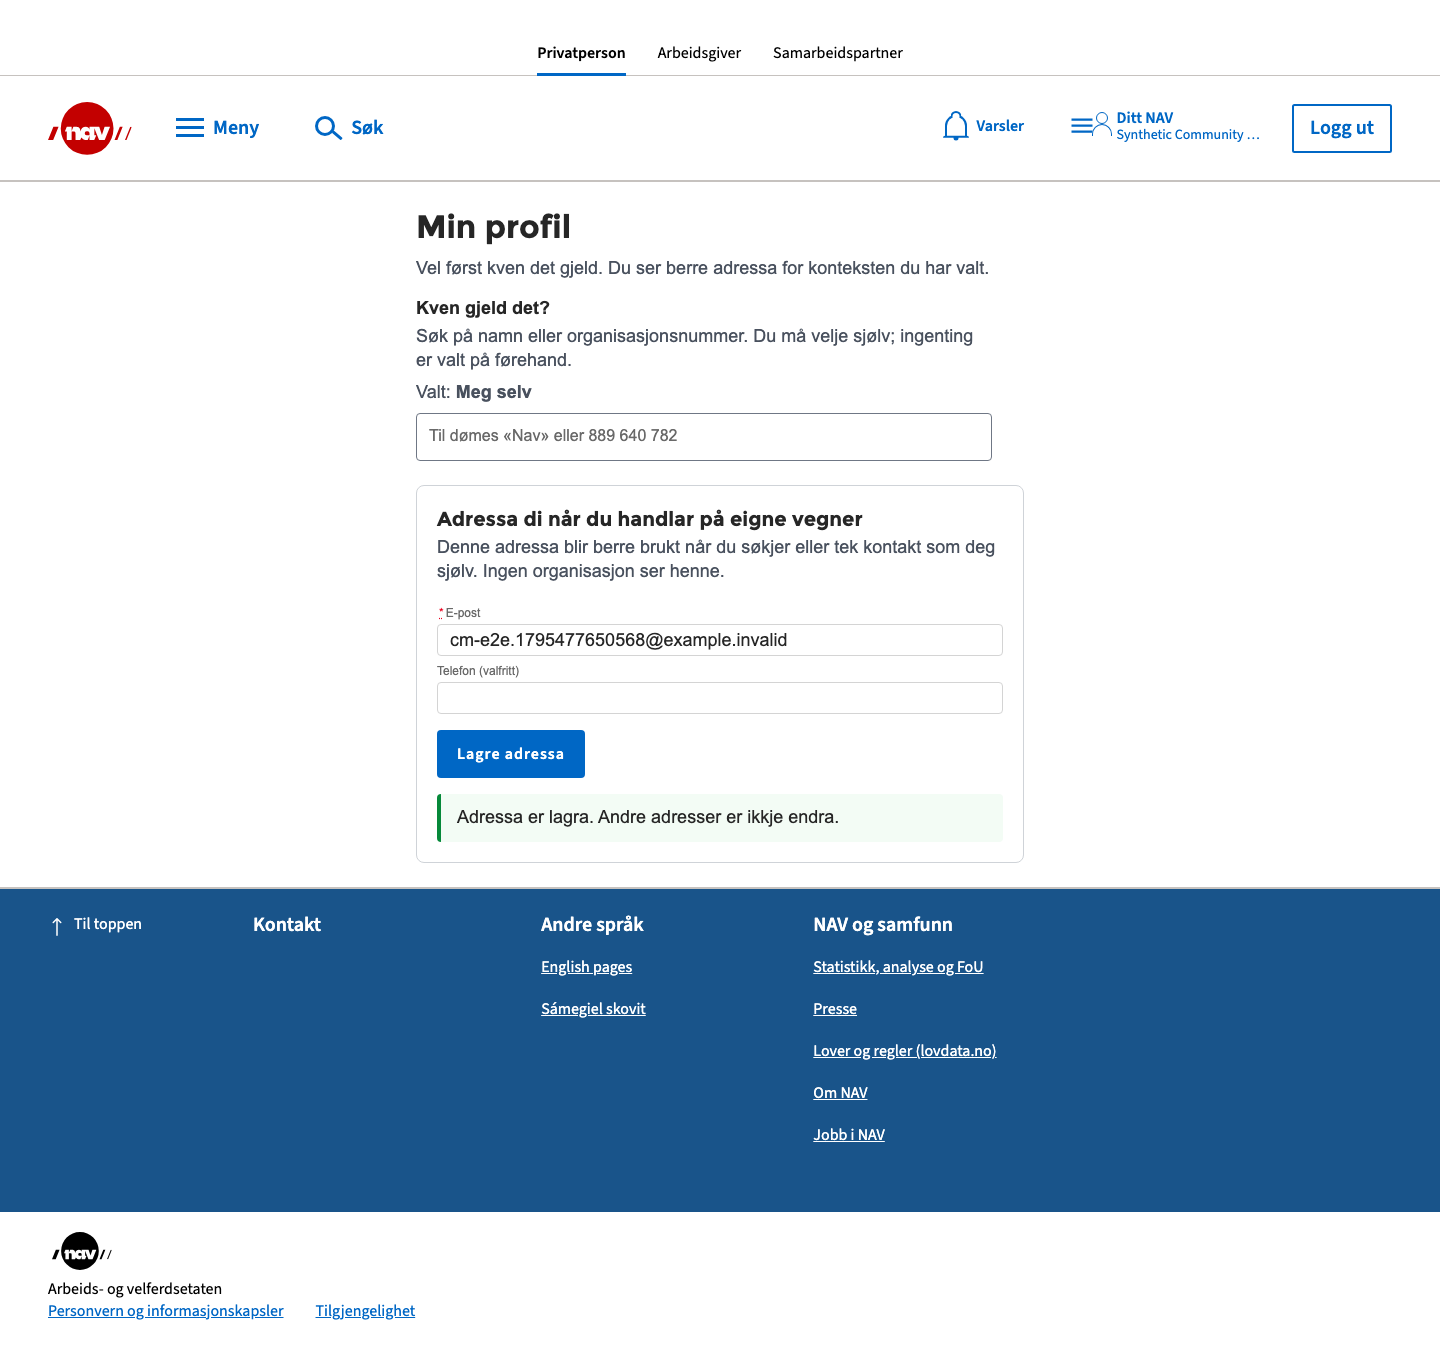 Privatperson
Arbeidsgiver
Samarbeidspartner
nav
Meny
Søk
Varsler
Ditt NAV
Synthetic Community …
Logg ut
Min profil
Vel først kven det gjeld. Du ser berre adressa for konteksten du har valt.
Kven gjeld det?
Søk på namn eller organisasjonsnummer. Du må velje sjølv; ingenting
er valt på førehand.
Valt: Meg selv
Til dømes «Nav» eller 889 640 782
Adressa di når du handlar på eigne vegner
Denne adressa blir berre brukt når du søkjer eller tek kontakt som deg
sjølv. Ingen organisasjon ser henne.
* E-post
cm-e2e.1795477650568@example.invalid
Telefon (valfritt)
Lagre adressa
Adressa er lagra. Andre adresser er ikkje endra.
Til toppen
Kontakt
Andre språk
English pages
Sámegiel skovit
NAV og samfunn
Statistikk, analyse og FoU
Presse
Lover og regler (lovdata.no)
Om NAV
Jobb i NAV
nav
Arbeids- og velferdsetaten
Personvern og informasjonskapsler
Tilgjengelighet